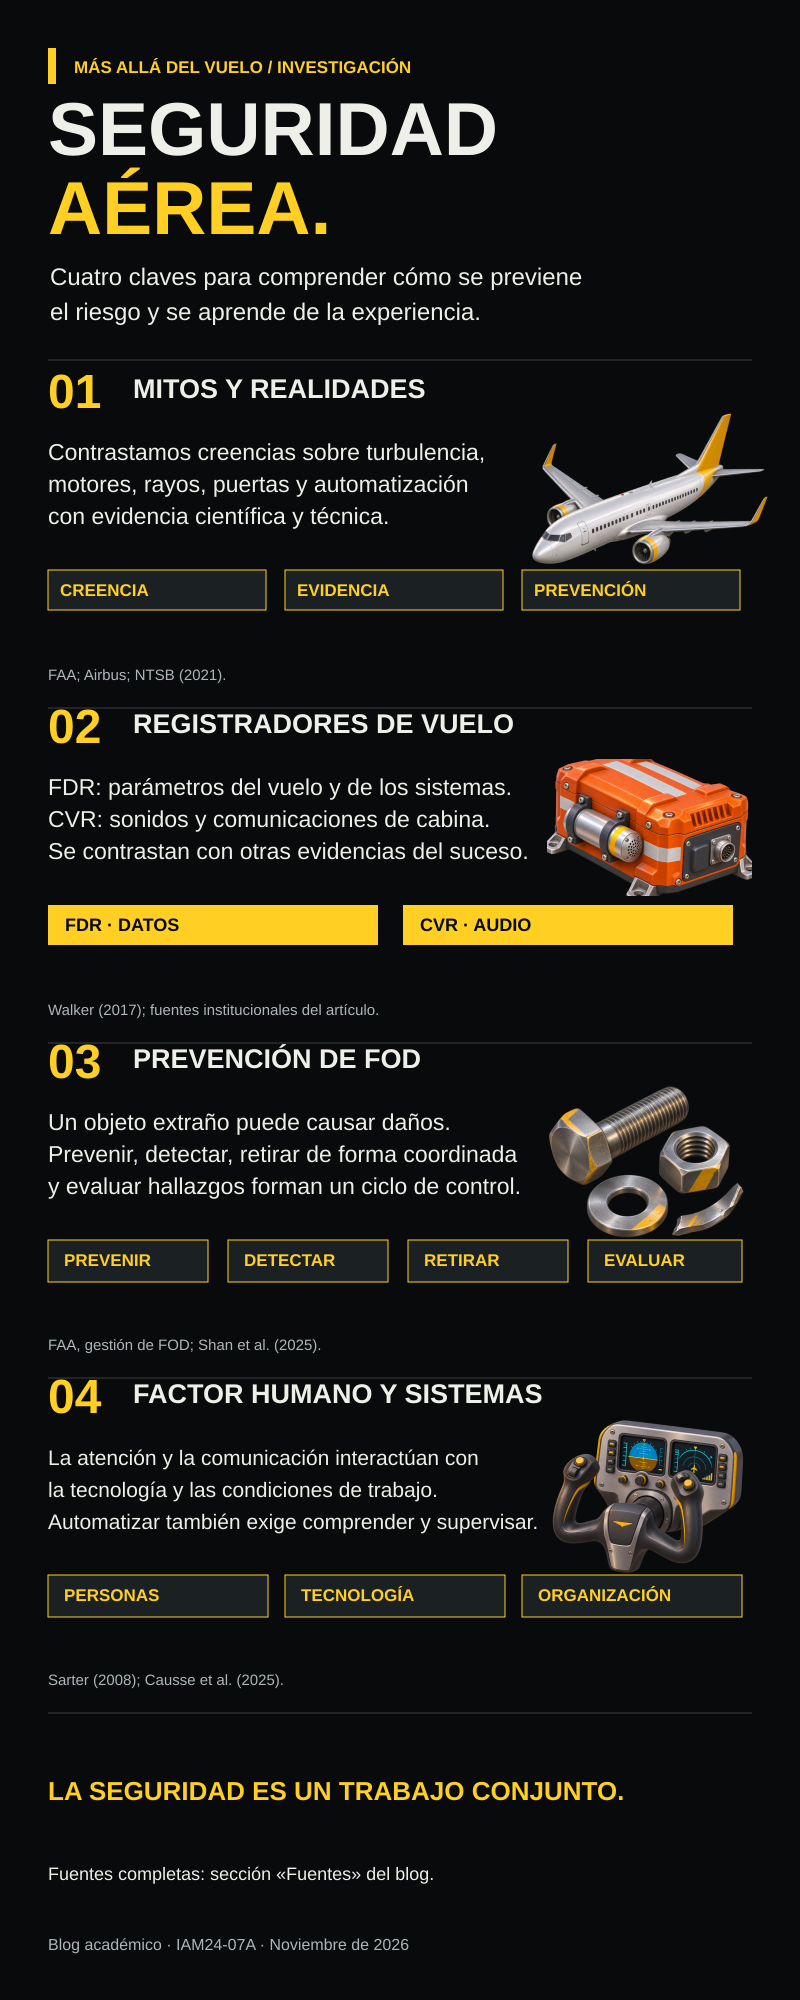 MÁS ALLÁ DEL VUELO / INVESTIGACIÓN
SEGURIDAD
AÉREA.
Cuatro claves para comprender cómo se previene
el riesgo y se aprende de la experiencia.
01 MITOS Y REALIDADES
Contrastamos creencias sobre turbulencia,
motores, rayos, puertas y automatización
con evidencia científica y técnica.
CREENCIA EVIDENCIA PREVENCIÓN
FAA; Airbus; NTSB (2021).
02 REGISTRADORES DE VUELO
FDR: parámetros del vuelo y de los sistemas.
CVR: sonidos y comunicaciones de cabina.
Se contrastan con otras evidencias del suceso.
FDR · DATOS CVR · AUDIO
Walker (2017); fuentes institucionales del artículo.
03 PREVENCIÓN DE FOD
Un objeto extraño puede causar daños.
Prevenir, detectar, retirar de forma coordinada
y evaluar hallazgos forman un ciclo de control.
PREVENIR DETECTAR RETIRAR EVALUAR
FAA, gestión de FOD; Shan et al. (2025).
04 FACTOR HUMANO Y SISTEMAS
La atención y la comunicación interactúan con
la tecnología y las condiciones de trabajo.
Automatizar también exige comprender y supervisar.
PERSONAS TECNOLOGÍA ORGANIZACIÓN
Sarter (2008); Causse et al. (2025).
LA SEGURIDAD ES UN TRABAJO CONJUNTO.
Fuentes completas: sección «Fuentes» del blog.
Blog académico · IAM24-07A · Noviembre de 2026